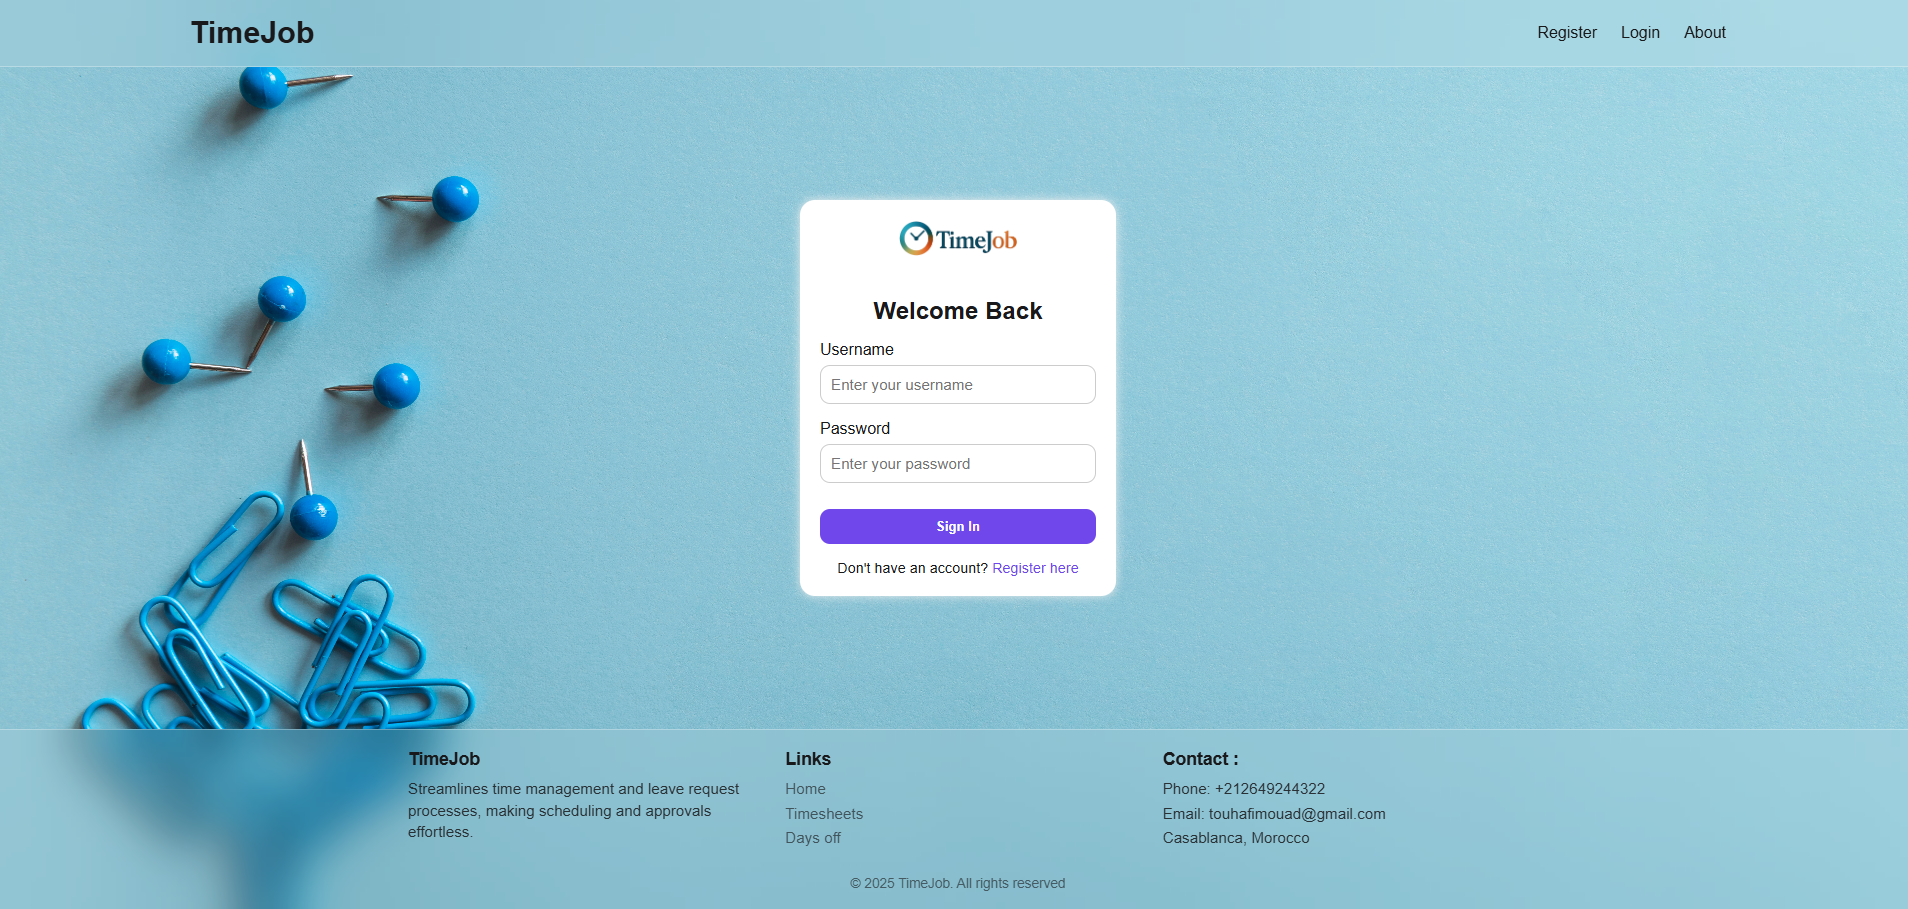 TimeJob
Register Login About
TimeJob
Welcome Back
Username
Enter your username
Password
Enter your password
Sign In
Don't have an account? Register here
TimeJob
Streamlines time management and leave request
processes, making scheduling and approvals
effortless.
Links
Home
Timesheets
Days off
Contact :
Phone: +212649244322
Email: touhafimouad@gmail.com
Casablanca, Morocco
© 2025 TimeJob. All rights reserved